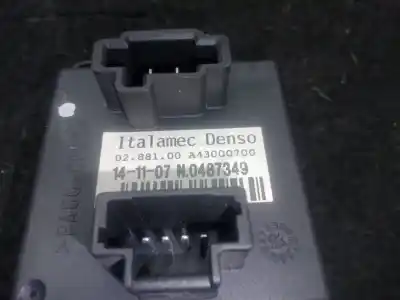 Italamec Denso
02.881.00 A43000700
14-11-07 N.0487349